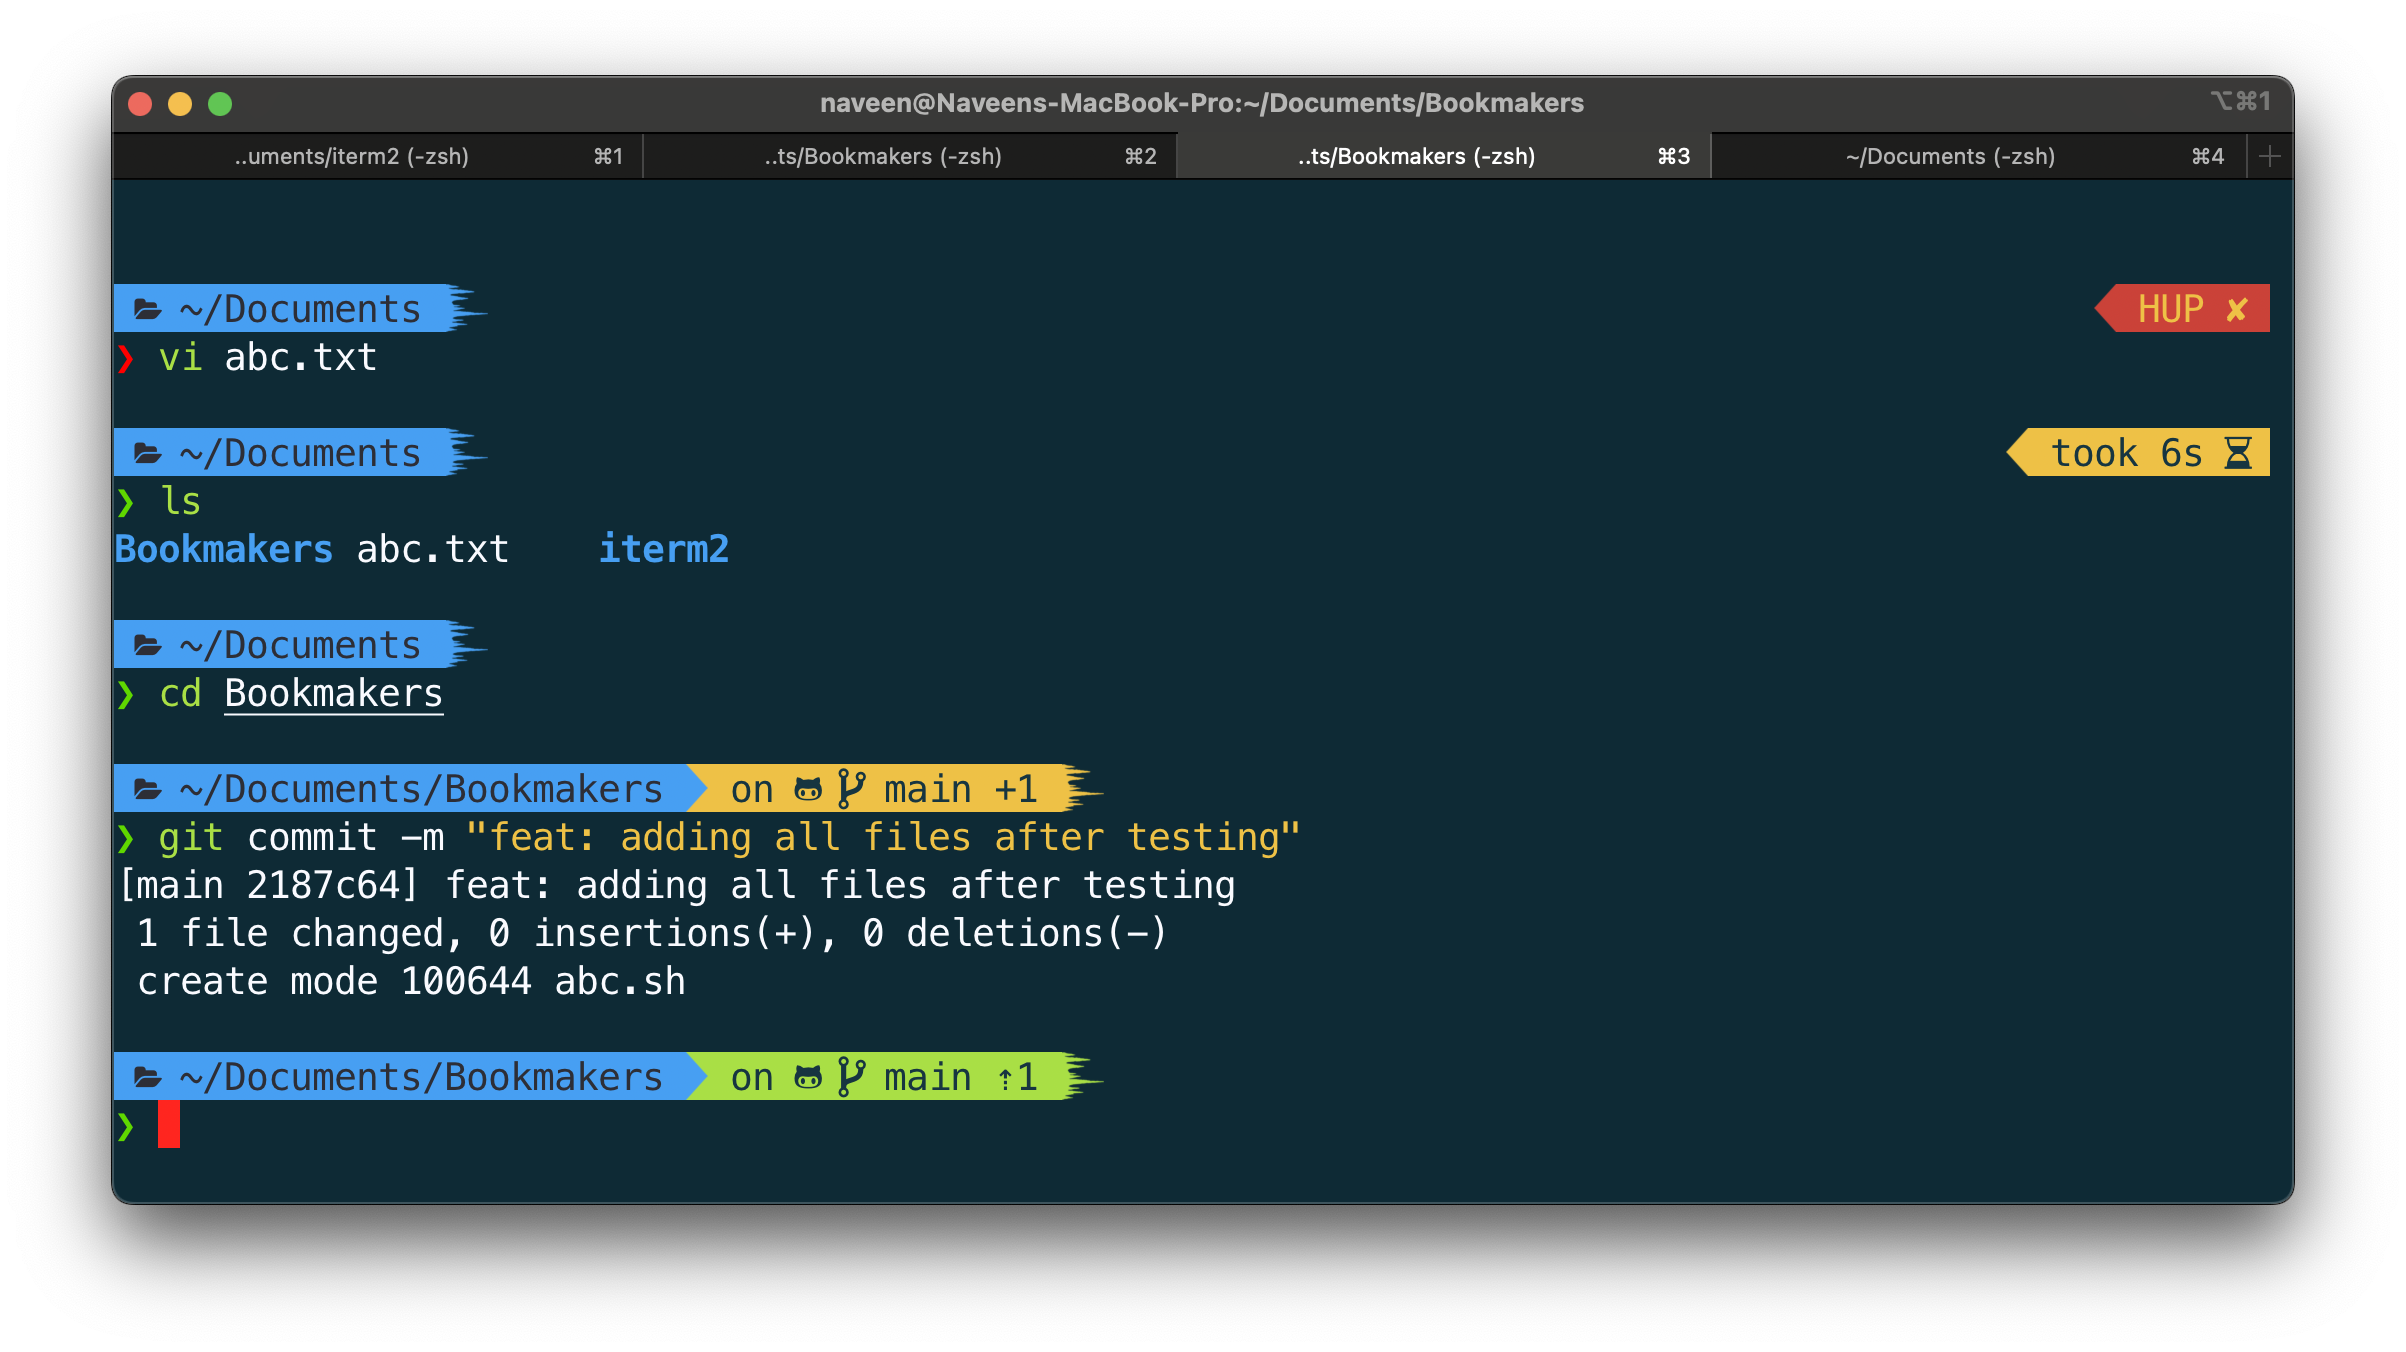 naveen@Naveens-MacBook-Pro:~/Documents/Bookmakers ⌥⌘1
..uments/iterm2 (-zsh) ⌘1 ..ts/Bookmakers (-zsh) ⌘2 ..ts/Bookmakers (-zsh) ⌘3 ~/Documents (-zsh) ⌘4 +
~/Documents HUP ✘
❯ vi abc.txt
~/Documents took 6s
❯ ls
Bookmakers abc.txt iterm2
~/Documents
❯ cd Bookmakers
~/Documents/Bookmakers on main +1
❯ git commit -m "feat: adding all files after testing"
[main 2187c64] feat: adding all files after testing
1 file changed, 0 insertions(+), 0 deletions(-)
create mode 100644 abc.sh
~/Documents/Bookmakers on main ⇡1
❯